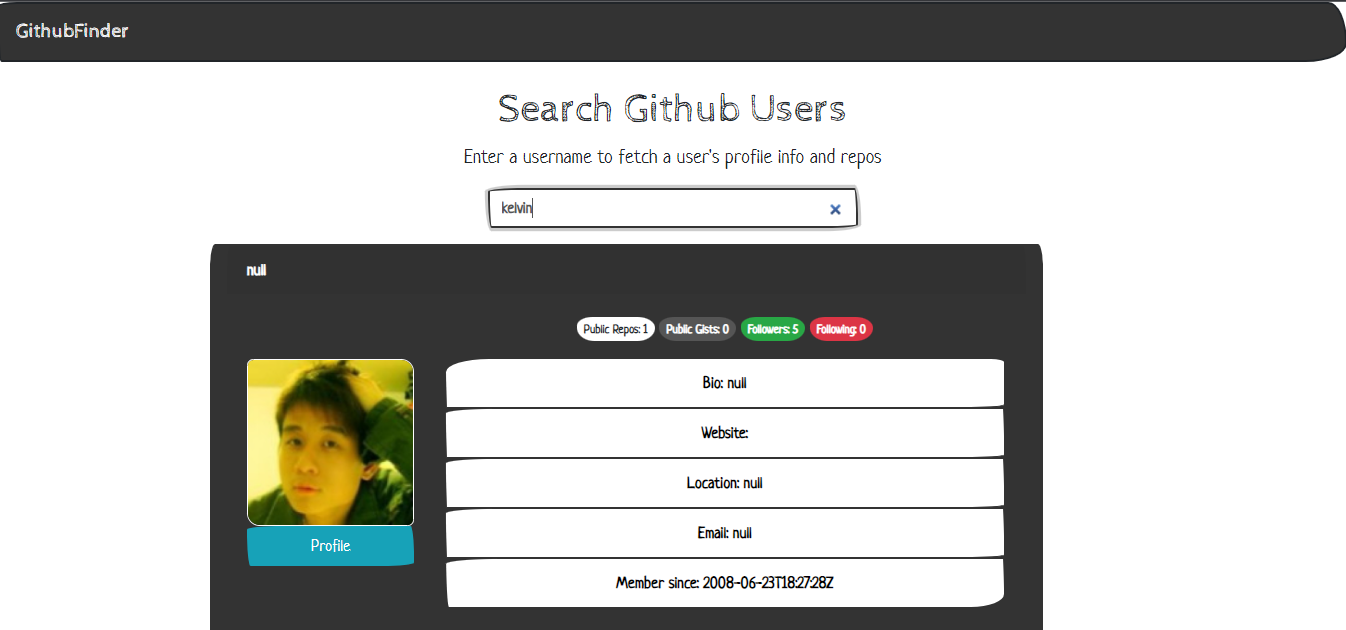 GithubFinder
Search Github Users
Enter a username to fetch a user's profile info and repos
kelvin
null
Public Repos: 1 Public Gists: 0 Followers: 5 Following: 0
Bio: null
Website:
Location: null
Email: null
Member since: 2008-06-23T18:27:28Z
Profile